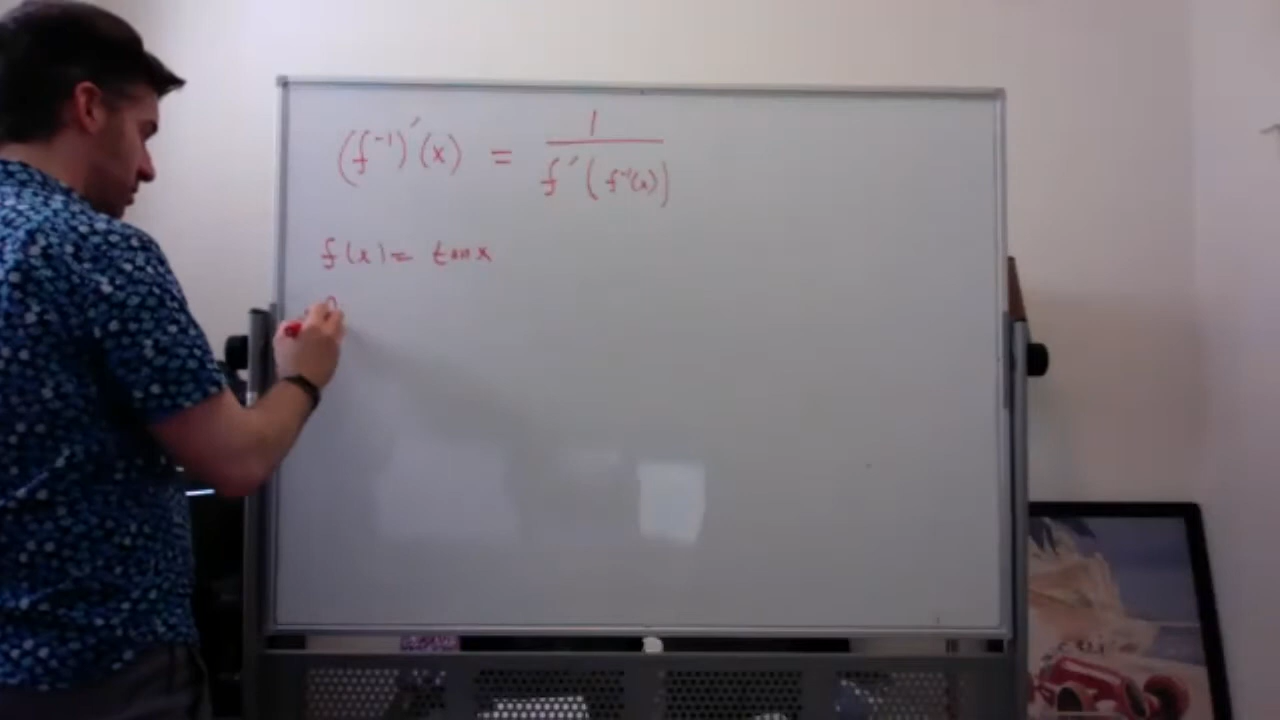 (f⁻¹)′(x) = 1 / f′(f⁻¹(x))
f(x) = tan x